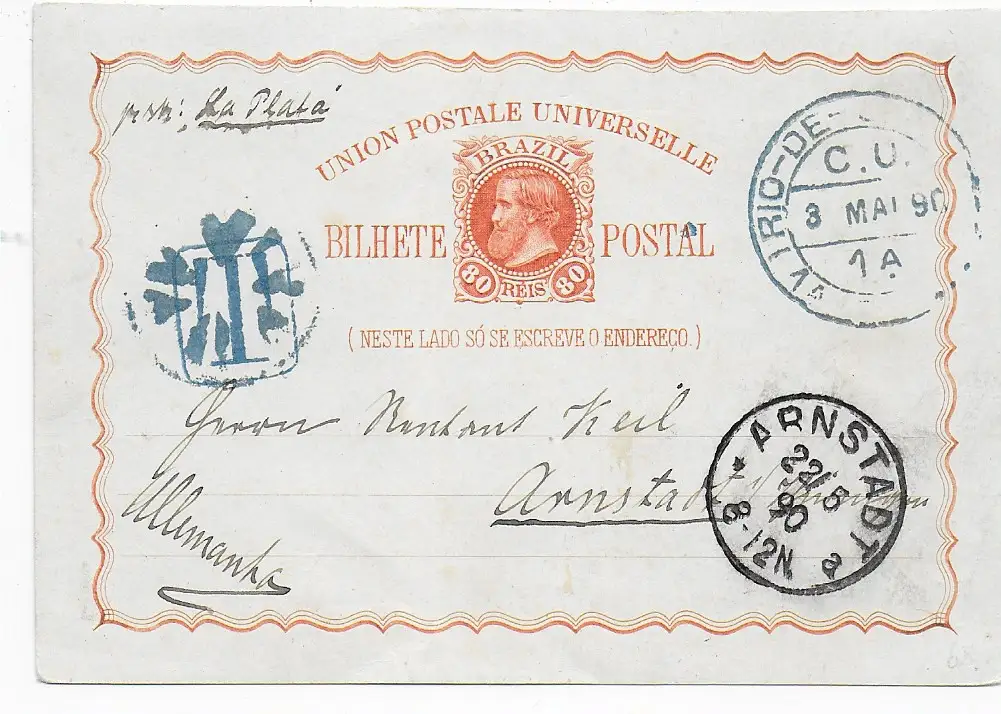 per: La Plata
UNION POSTALE UNIVERSELLE
BRAZIL
BILHETE POSTAL
80 RÉIS 80
(NESTE LADO SÓ SE ESCREVE O ENDEREÇO.)
RIO-DE-
C.U.
3 MAI 90
1A
Herrn Rentant Keil
Arnstadt
Allemanha
ARNSTADT
22/5
90
8-12N
a